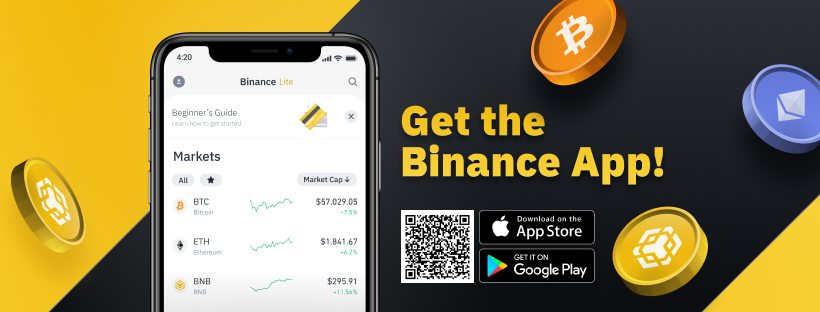 4:20
Binance Lite
Beginner's Guide
Learn how to get started
Markets
All
Market Cap ↓
BTC
Bitcoin
$57,029.05
+7.5%
ETH
Ethereum
$1,841.67
+6.2%
BNB
BNB
$295.91
+11.56%
Get the
Binance App!
Download on the
App Store
GET IT ON
Google Play